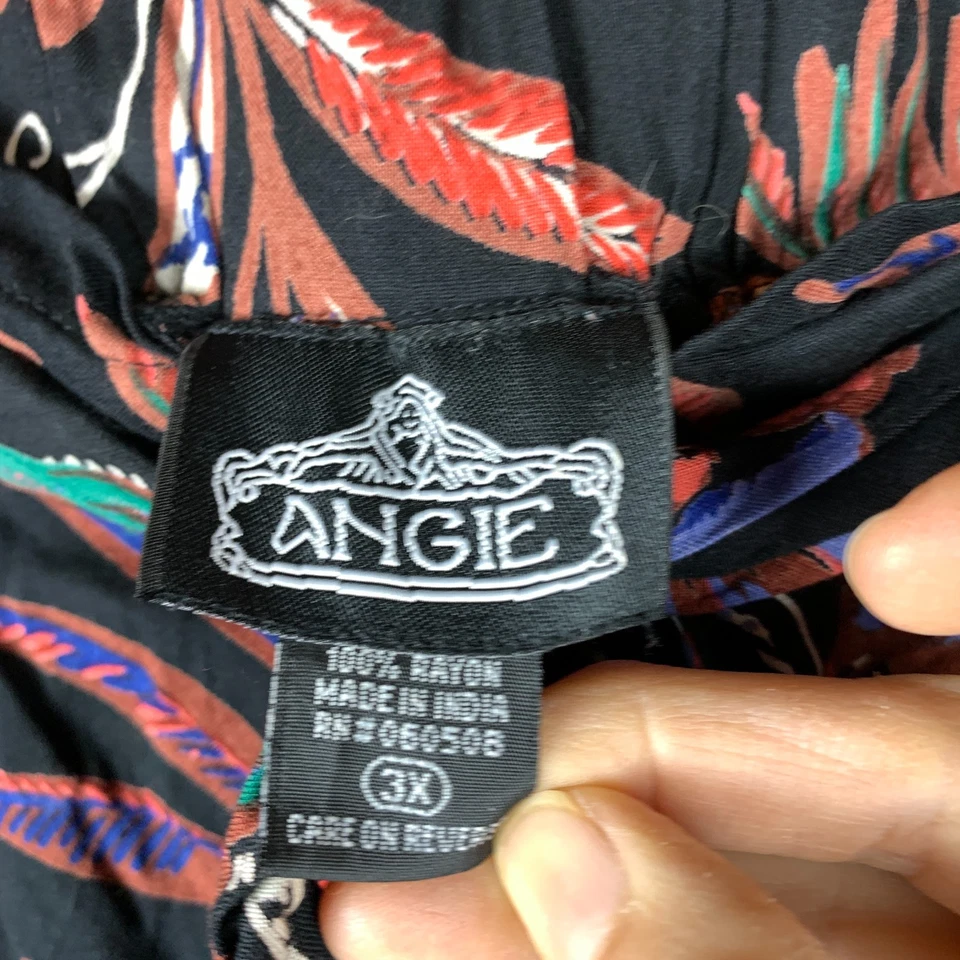 ANGIE
100% RAYON
MADE IN INDIA
RN#060508
3X
CARE ON REVERSE